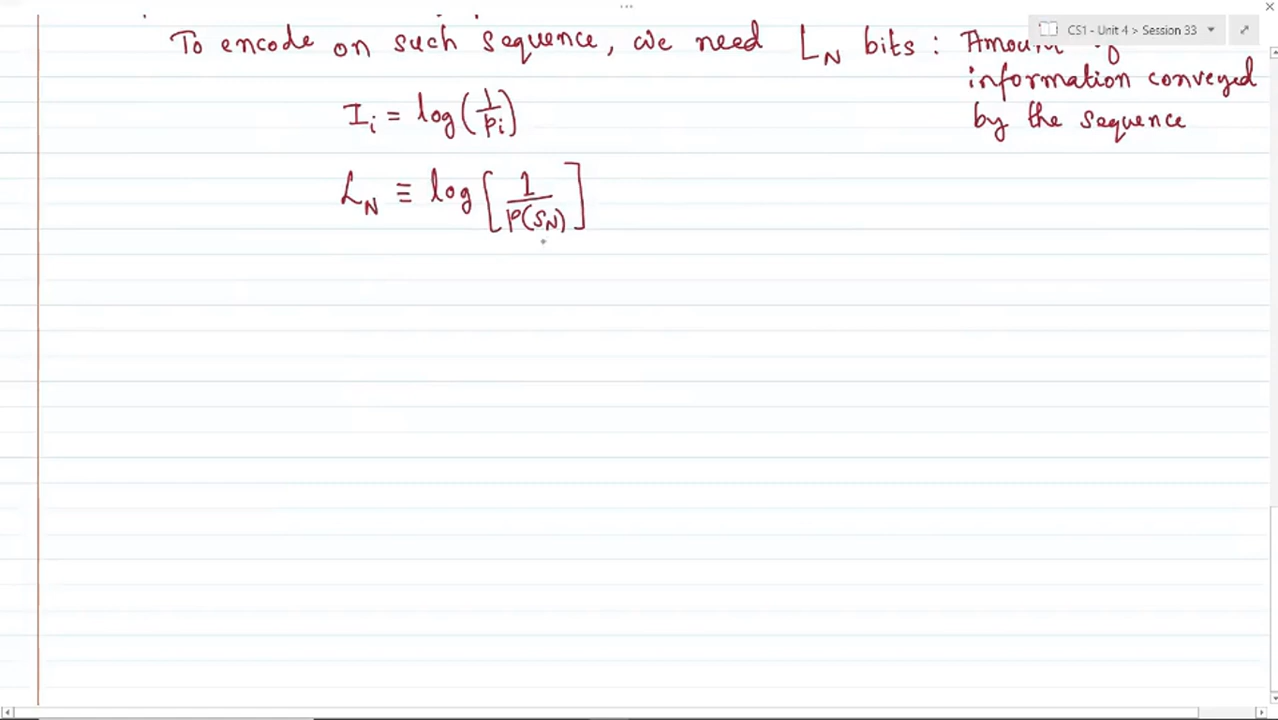 To encode on such sequence, we need L_N bits : Amount of
information conveyed
by the sequence
I_i = log(1/p_i)
L_N ≡ log[1/P(S_N)]
CS1 - Unit 4 > Session 33